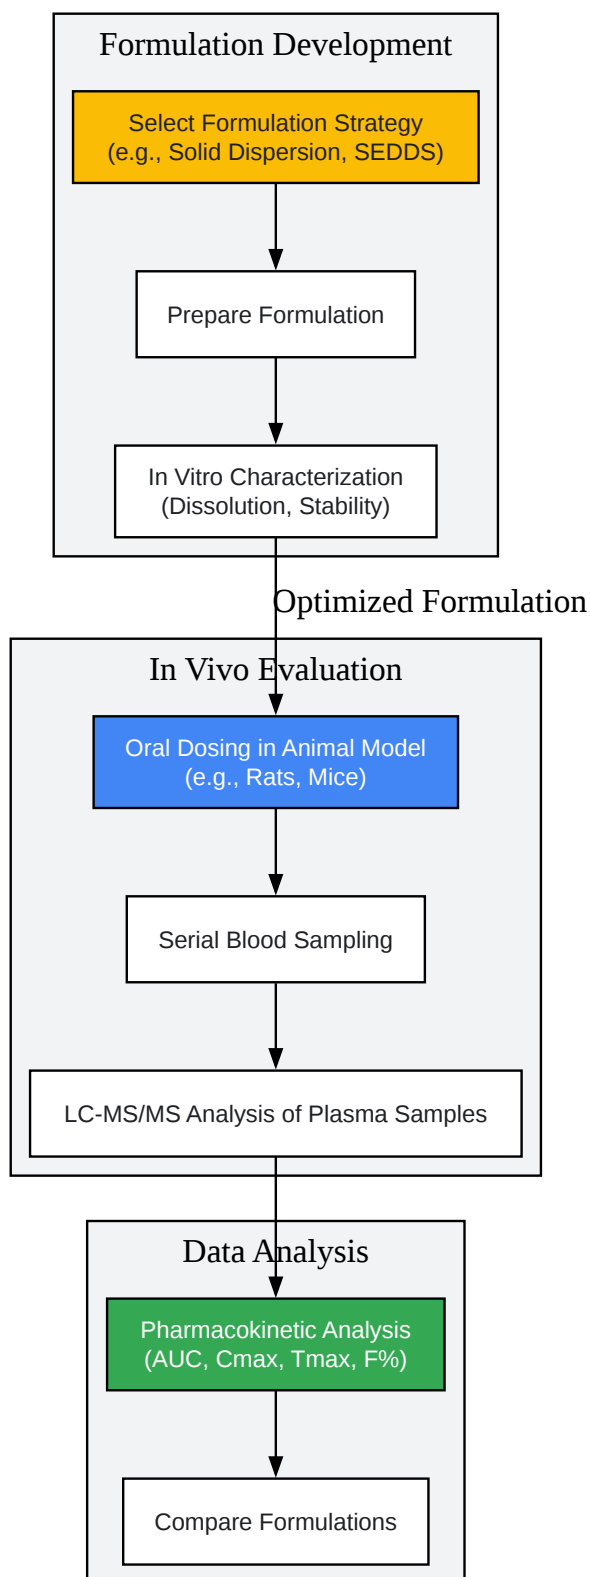 Formulation Development
Select Formulation Strategy
(e.g., Solid Dispersion, SEDDS)
Prepare Formulation
In Vitro Characterization
(Dissolution, Stability)
Optimized Formulation
In Vivo Evaluation
Oral Dosing in Animal Model
(e.g., Rats, Mice)
Serial Blood Sampling
LC-MS/MS Analysis of Plasma Samples
Data Analysis
Pharmacokinetic Analysis
(AUC, Cmax, Tmax, F%)
Compare Formulations